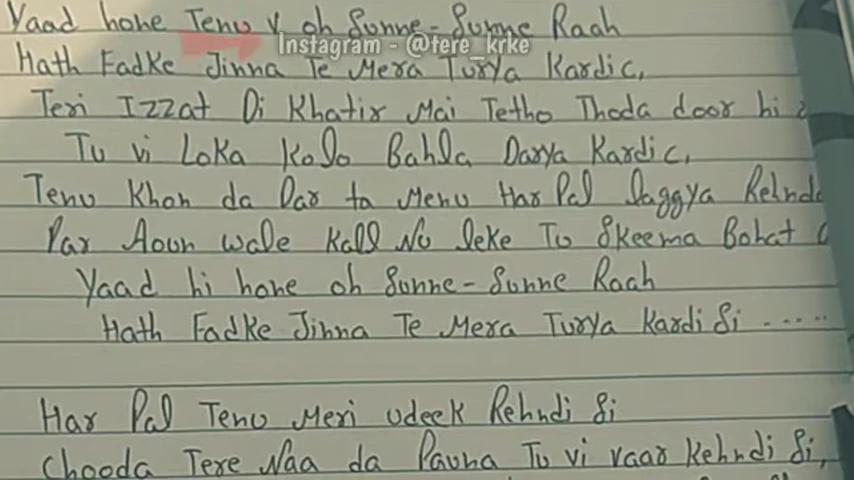 Yaad hone Tenu v oh Sunne-Sunne Raah
Instagram - @tere_krke
Hath Fadke Jinna Te Mera Turya Kardi c,
Teri Izzat Di Khatir Mai Tetho Thoda door hi
Tu vi Loka Kolo Bahla Darya Kardi c,
Tenu Khon da Dar ta Menu Har Pal laggya
Par Aoun wale Kall Nu leke Tu Skeema Bohat
Yaad hi hone oh Sunne-Sunne Raah
Hath Fadke Jinna Te Mera Turya Kardi Si .....
Har Pal Tenu Meri udeek Rehndi Si
Chooda Tere Naa da Pauna Tu vi vaar Kehndi Si,